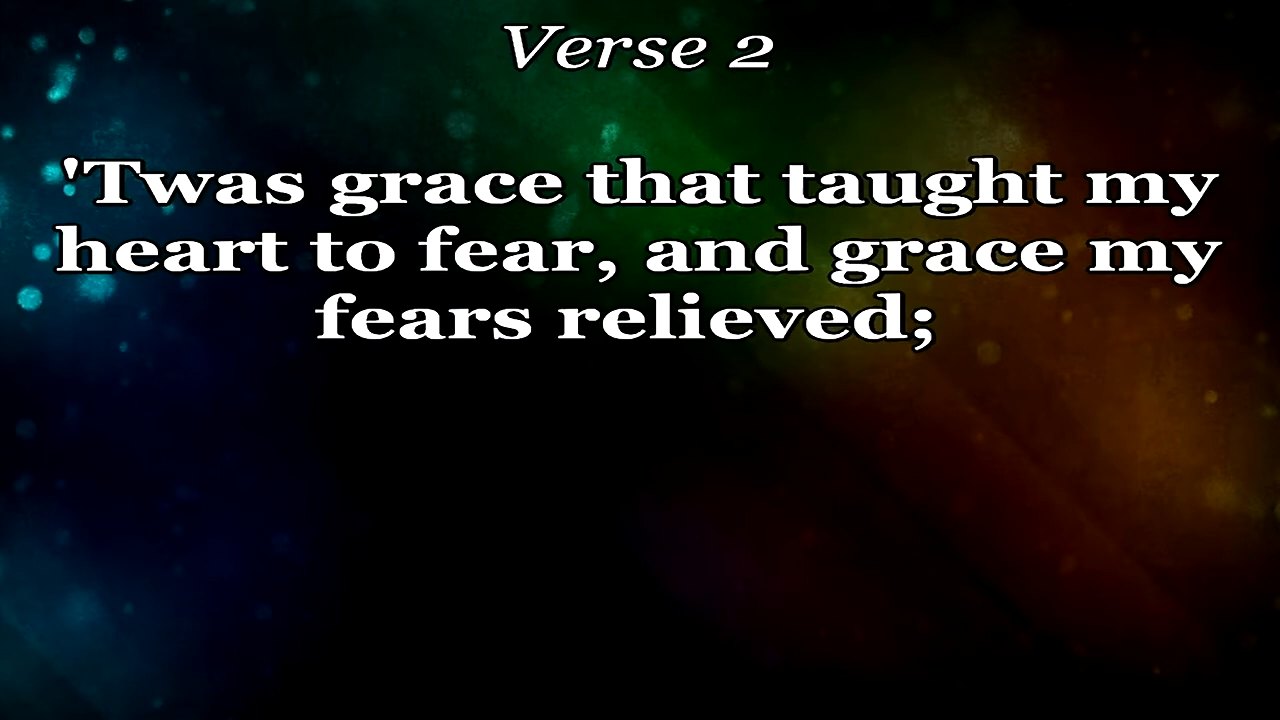 Verse 2
'Twas grace that taught my
heart to fear, and grace my
fears relieved;